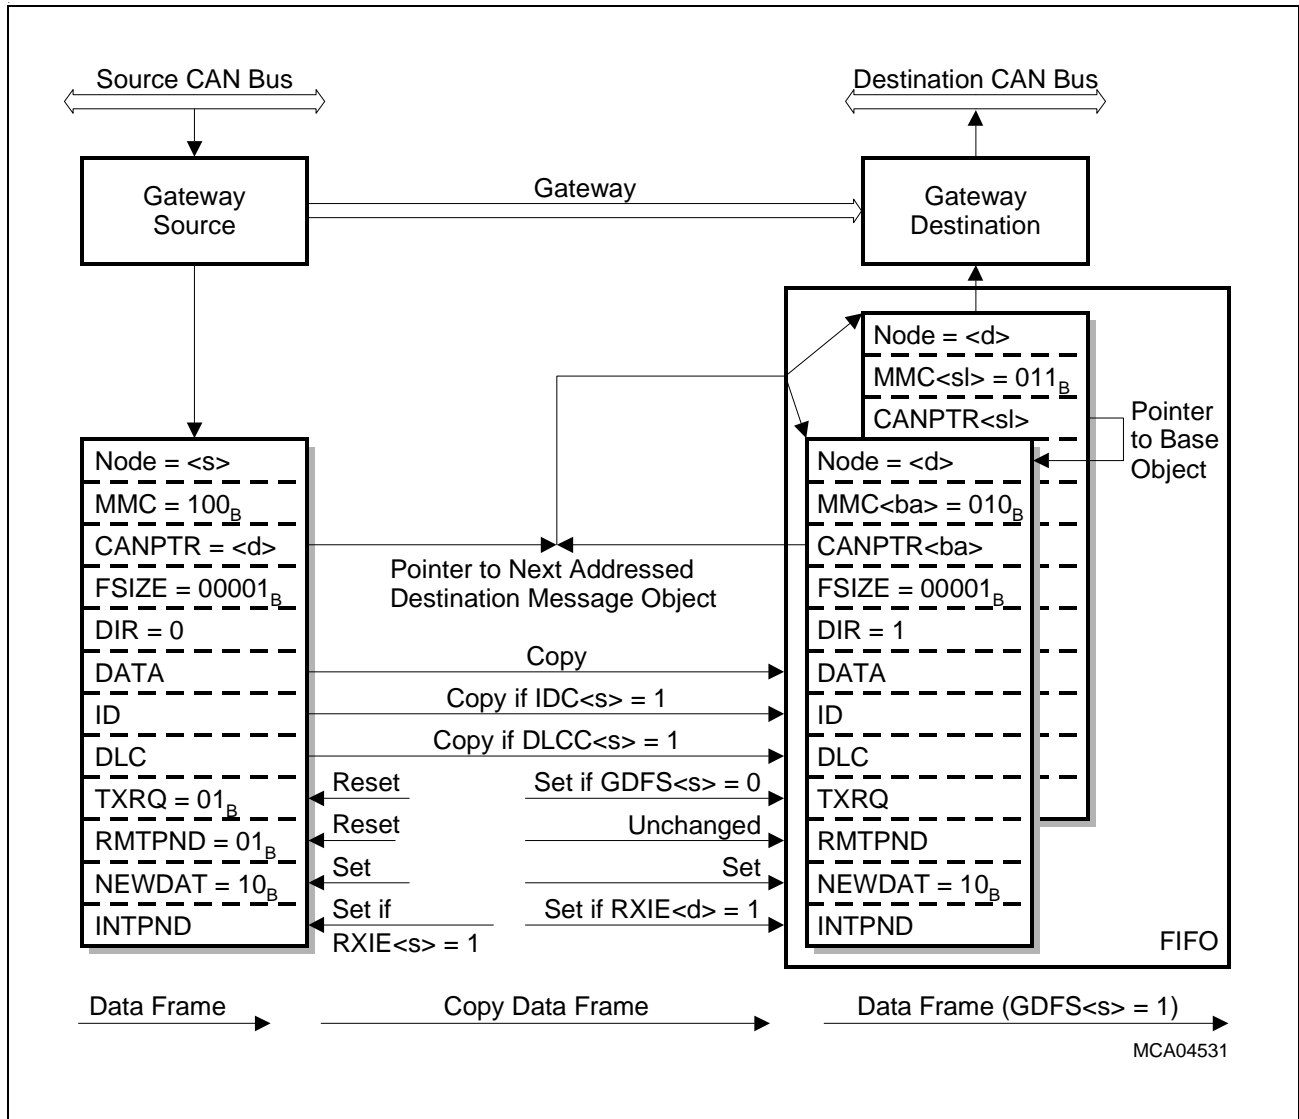 Source CAN Bus
Destination CAN Bus
Gateway
Source
Gateway
Gateway
Destination
Node = <d>
MMC<sl> = 011B
CANPTR<sl>
Pointer
to Base
Object
Node = <s>
MMC = 100B
CANPTR = <d>
FSIZE = 00001B
DIR = 0
DATA
ID
DLC
TXRQ = 01B
RMTPND = 01B
NEWDAT = 10B
INTPND
Pointer to Next Addressed
Destination Message Object
Copy
Copy if IDC<s> = 1
Copy if DLCC<s> = 1
Reset
Set if GDFS<s> = 0
Reset
Unchanged
Set
Set
Set if
RXIE<s> = 1
Set if RXIE<d> = 1
Node = <d>
MMC<ba> = 010B
CANPTR<ba>
FSIZE = 00001B
DIR = 1
DATA
ID
DLC
TXRQ
RMTPND
NEWDAT = 10B
INTPND
FIFO
Data Frame
Copy Data Frame
Data Frame (GDFS<s> = 1)
MCA04531